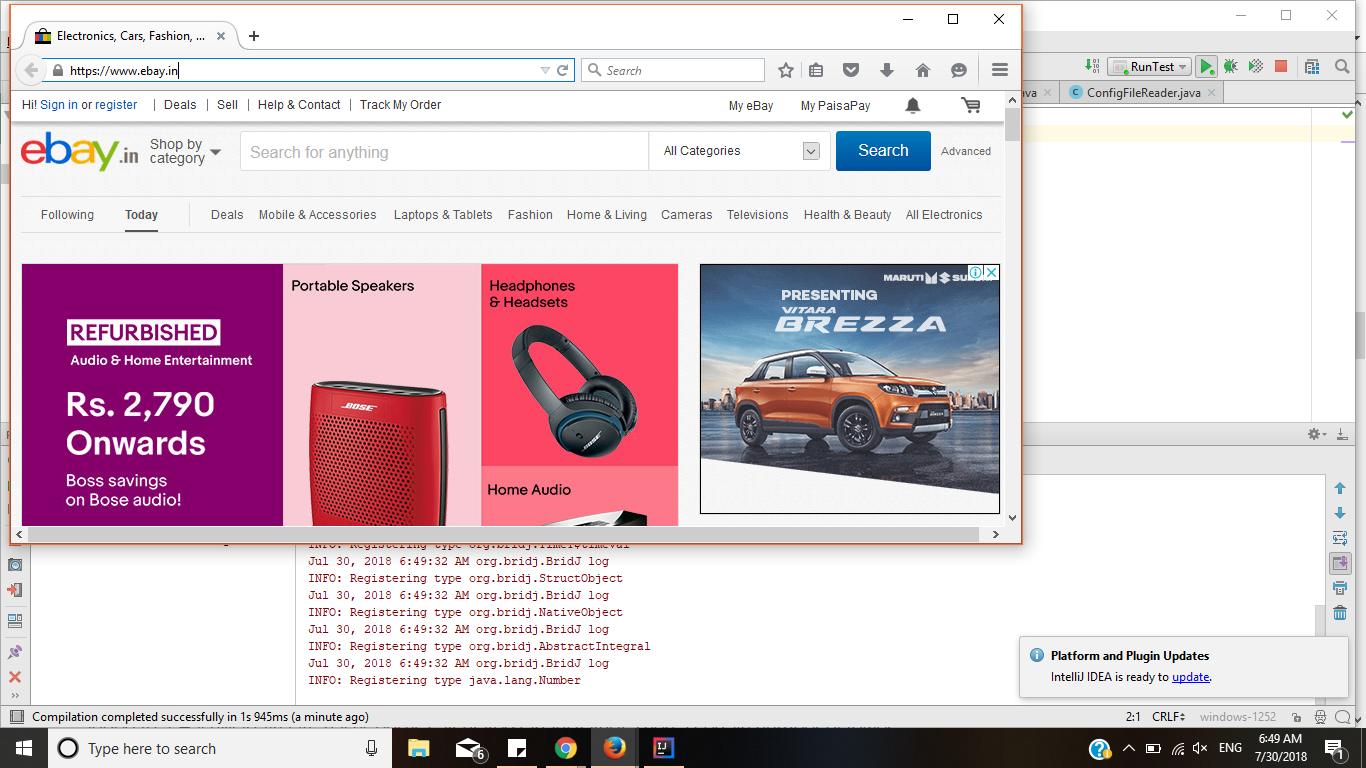 Electronics, Cars, Fashion, ...
https://www.ebay.in
Search
Hi! Sign in or register | Deals | Sell | Help & Contact | Track My Order
My eBay My PaisaPay
ebay.in
Shop by
category
Search for anything
All Categories
Search
Advanced
Following Today Deals Mobile & Accessories Laptops & Tablets Fashion Home & Living Cameras Televisions Health & Beauty All Electronics
REFURBISHED
Audio & Home Entertainment
Rs. 2,790
Onwards
Boss savings
on Bose audio!
Portable Speakers
BOSE
Headphones
& Headsets
BOSE
Home Audio
MARUTI
PRESENTING
VITARA
BREZZA
RunTest
ConfigFileReader.java
INFO: Registering type org.bridj.TimeT$timeval
Jul 30, 2018 6:49:32 AM org.bridj.BridJ log
INFO: Registering type org.bridj.StructObject
Jul 30, 2018 6:49:32 AM org.bridj.BridJ log
INFO: Registering type org.bridj.NativeObject
Jul 30, 2018 6:49:32 AM org.bridj.BridJ log
INFO: Registering type org.bridj.AbstractIntegral
Jul 30, 2018 6:49:32 AM org.bridj.BridJ log
INFO: Registering type java.lang.Number
Platform and Plugin Updates
IntelliJ IDEA is ready to update.
Compilation completed successfully in 1s 945ms (a minute ago)
2:1 CRLF windows-1252
Type here to search
6
IJ
ENG
6:49 AM
7/30/2018
1